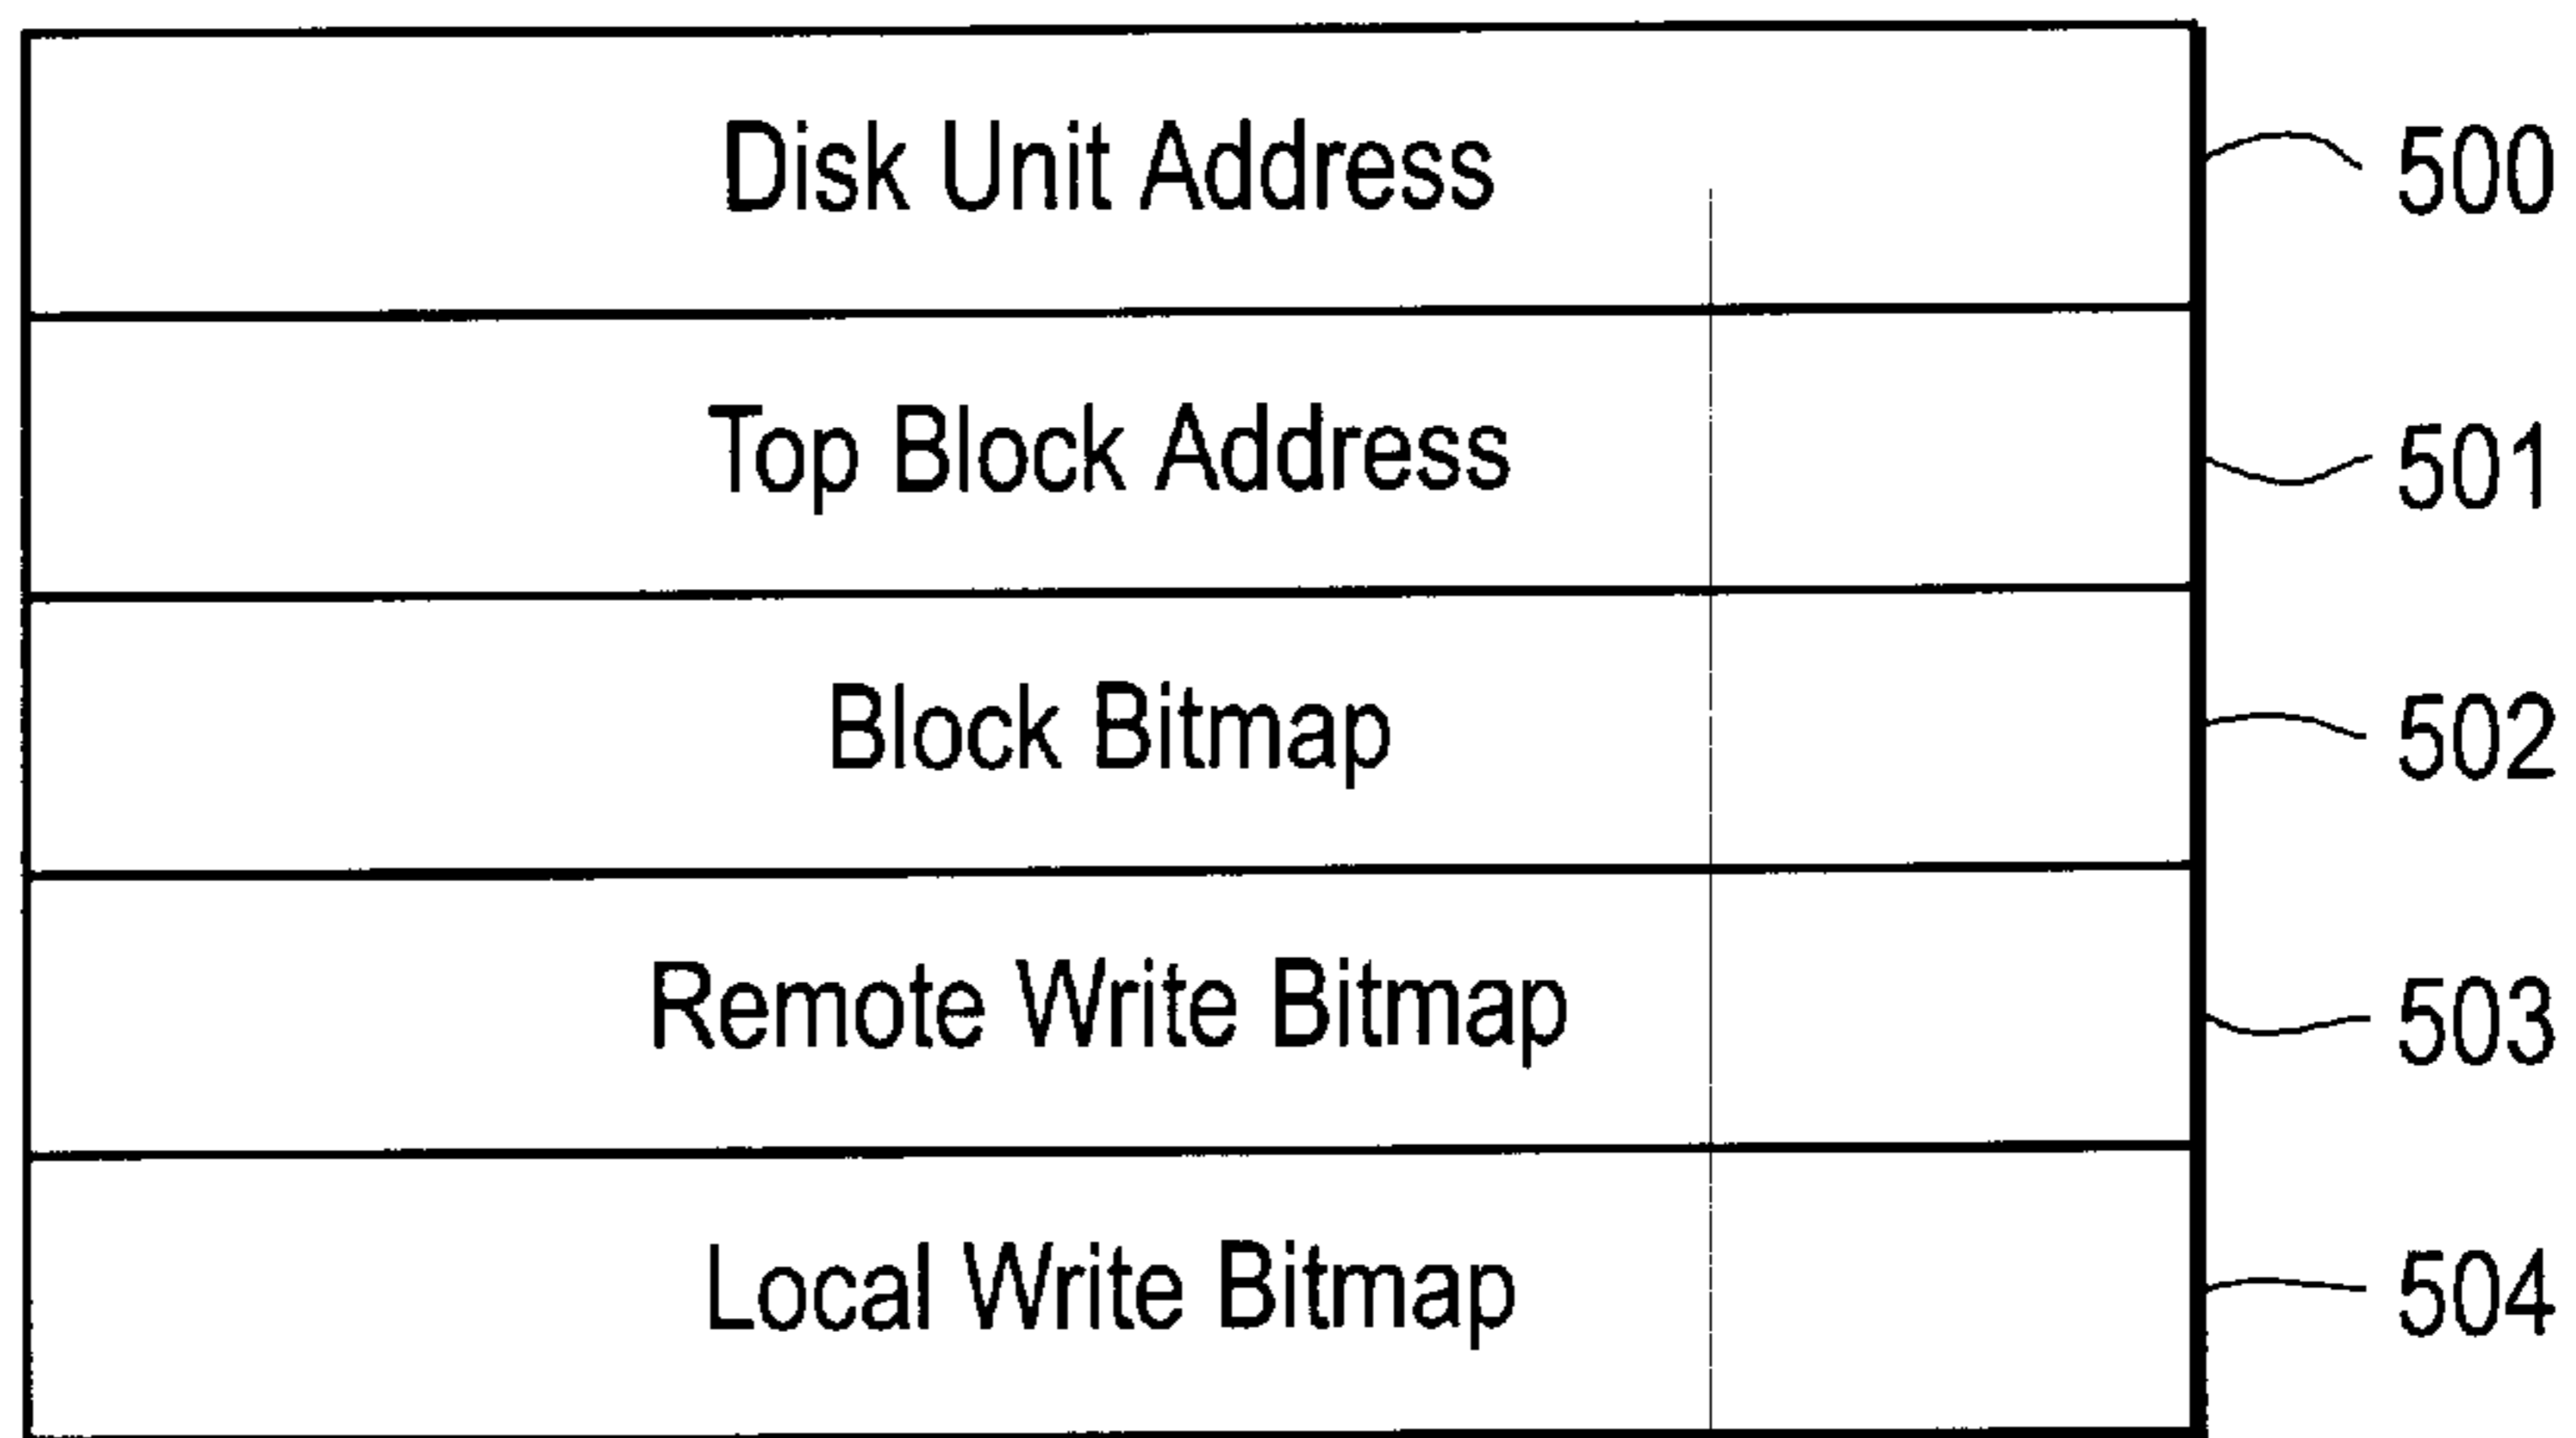 Disk Unit Address 500
Top Block Address 501
Block Bitmap 502
Remote Write Bitmap 503
Local Write Bitmap 504